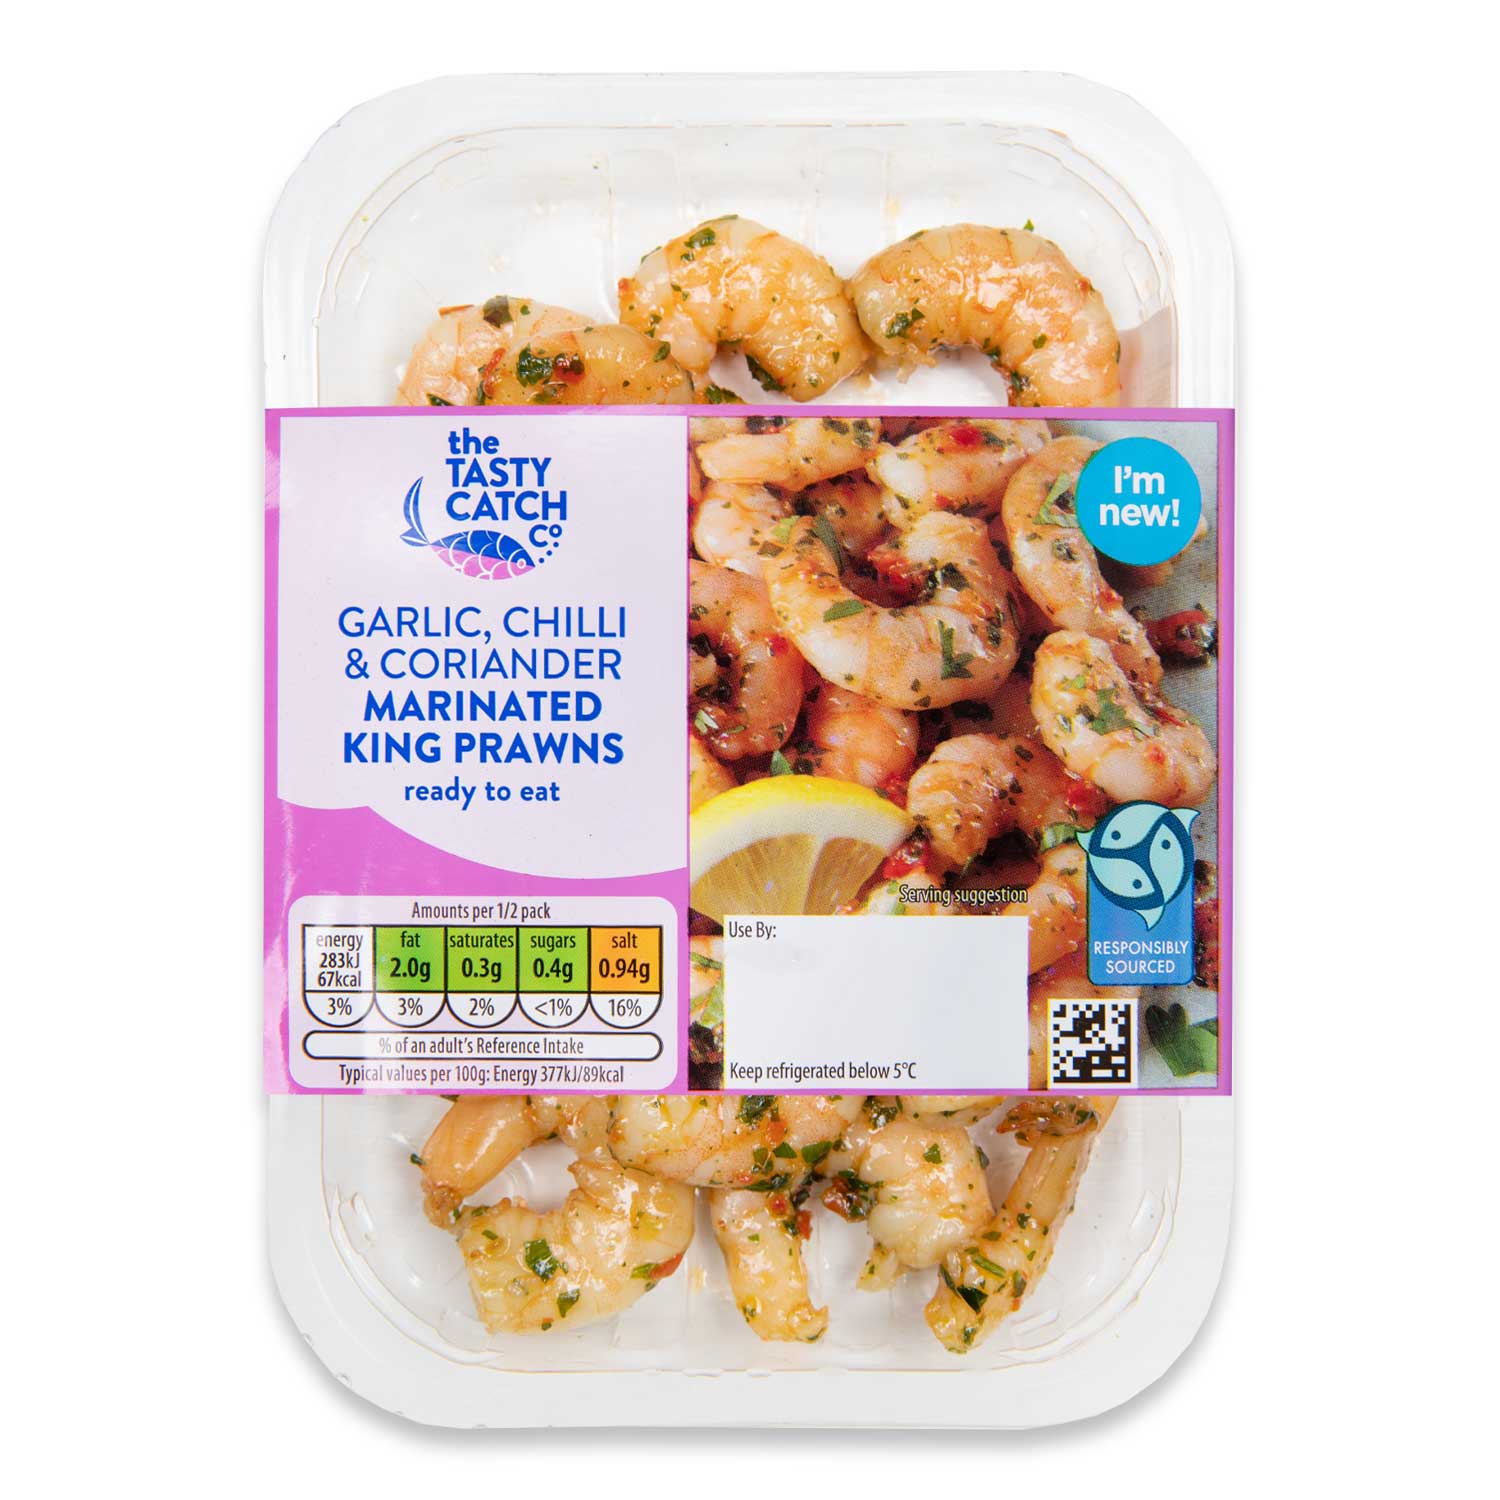 the
TASTY
CATCH
Co
GARLIC, CHILLI
& CORIANDER
MARINATED
KING PRAWNS
ready to eat
I'm
new!
Serving suggestion
RESPONSIBLY
SOURCED
Use By:
Keep refrigerated below 5°C
Amounts per 1/2 pack
energy fat saturates sugars salt
283kJ
67kcal 2.0g 0.3g 0.4g 0.94g
3% 3% 2% <1% 16%
% of an adult's Reference Intake
Typical values per 100g: Energy 377kJ/89kcal